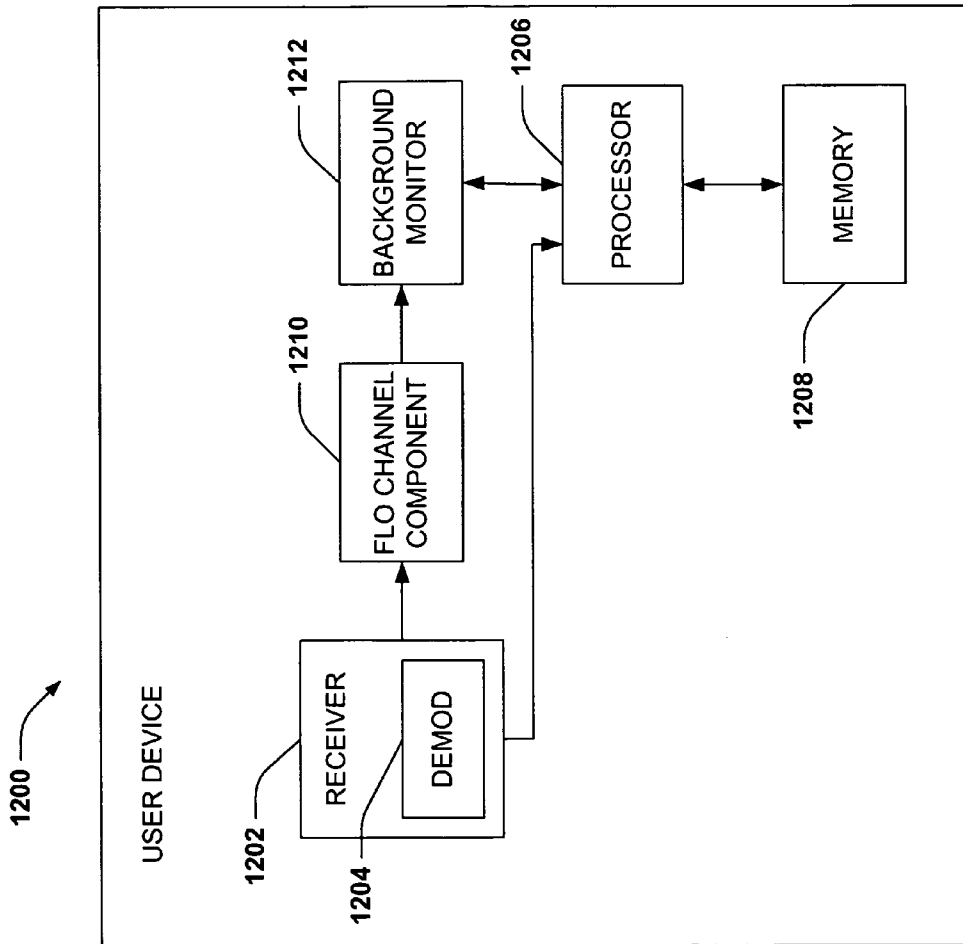 1200
USER DEVICE
1202
RECEIVER
1204
DEMOD
1210
FLO CHANNEL
COMPONENT
1212
BACKGROUND
MONITOR
1206
PROCESSOR
1208
MEMORY